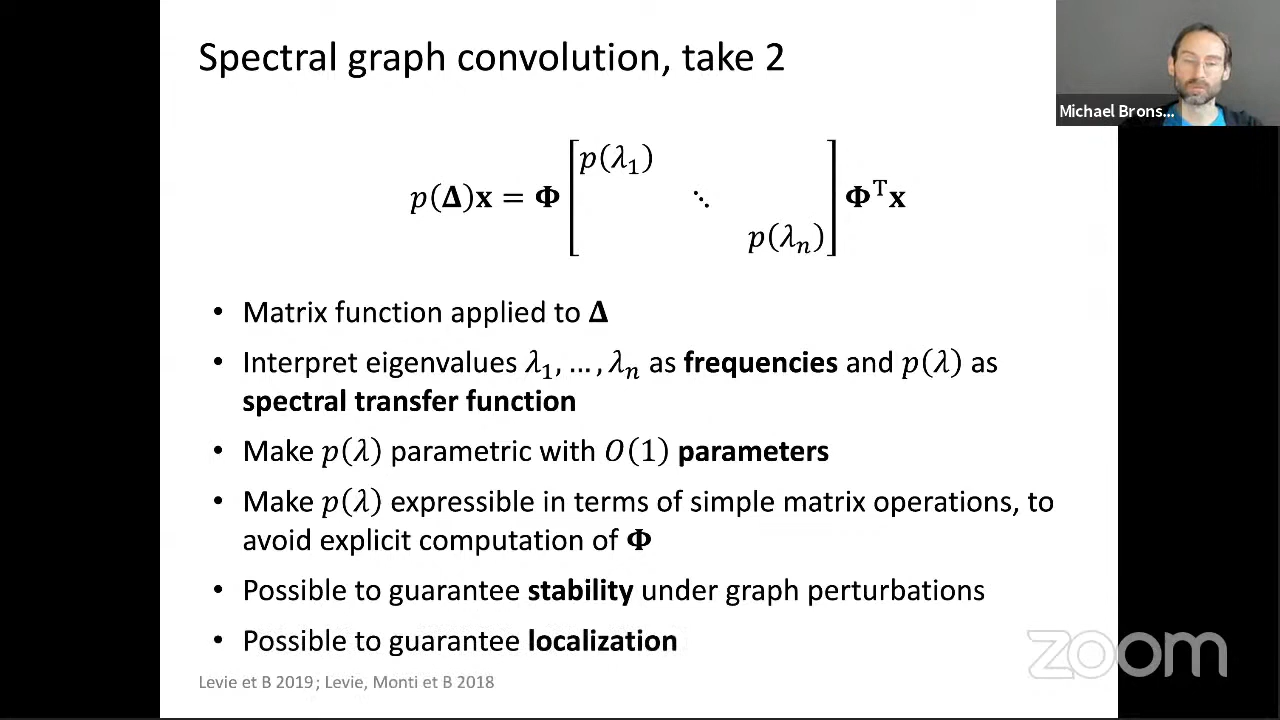 Spectral graph convolution, take 2
Michael Brons...
p(λ₁)
p(𝚫)𝐱 = 𝚽 ⋱ 𝚽ᵀ𝐱
p(λₙ)
• Matrix function applied to 𝚫
• Interpret eigenvalues λ₁, … , λₙ as frequencies and p(λ) as
spectral transfer function
• Make p(λ) parametric with O(1) parameters
• Make p(λ) expressible in terms of simple matrix operations, to
avoid explicit computation of 𝚽
• Possible to guarantee stability under graph perturbations
• Possible to guarantee localization
Levie et B 2019; Levie, Monti et B 2018
zoom